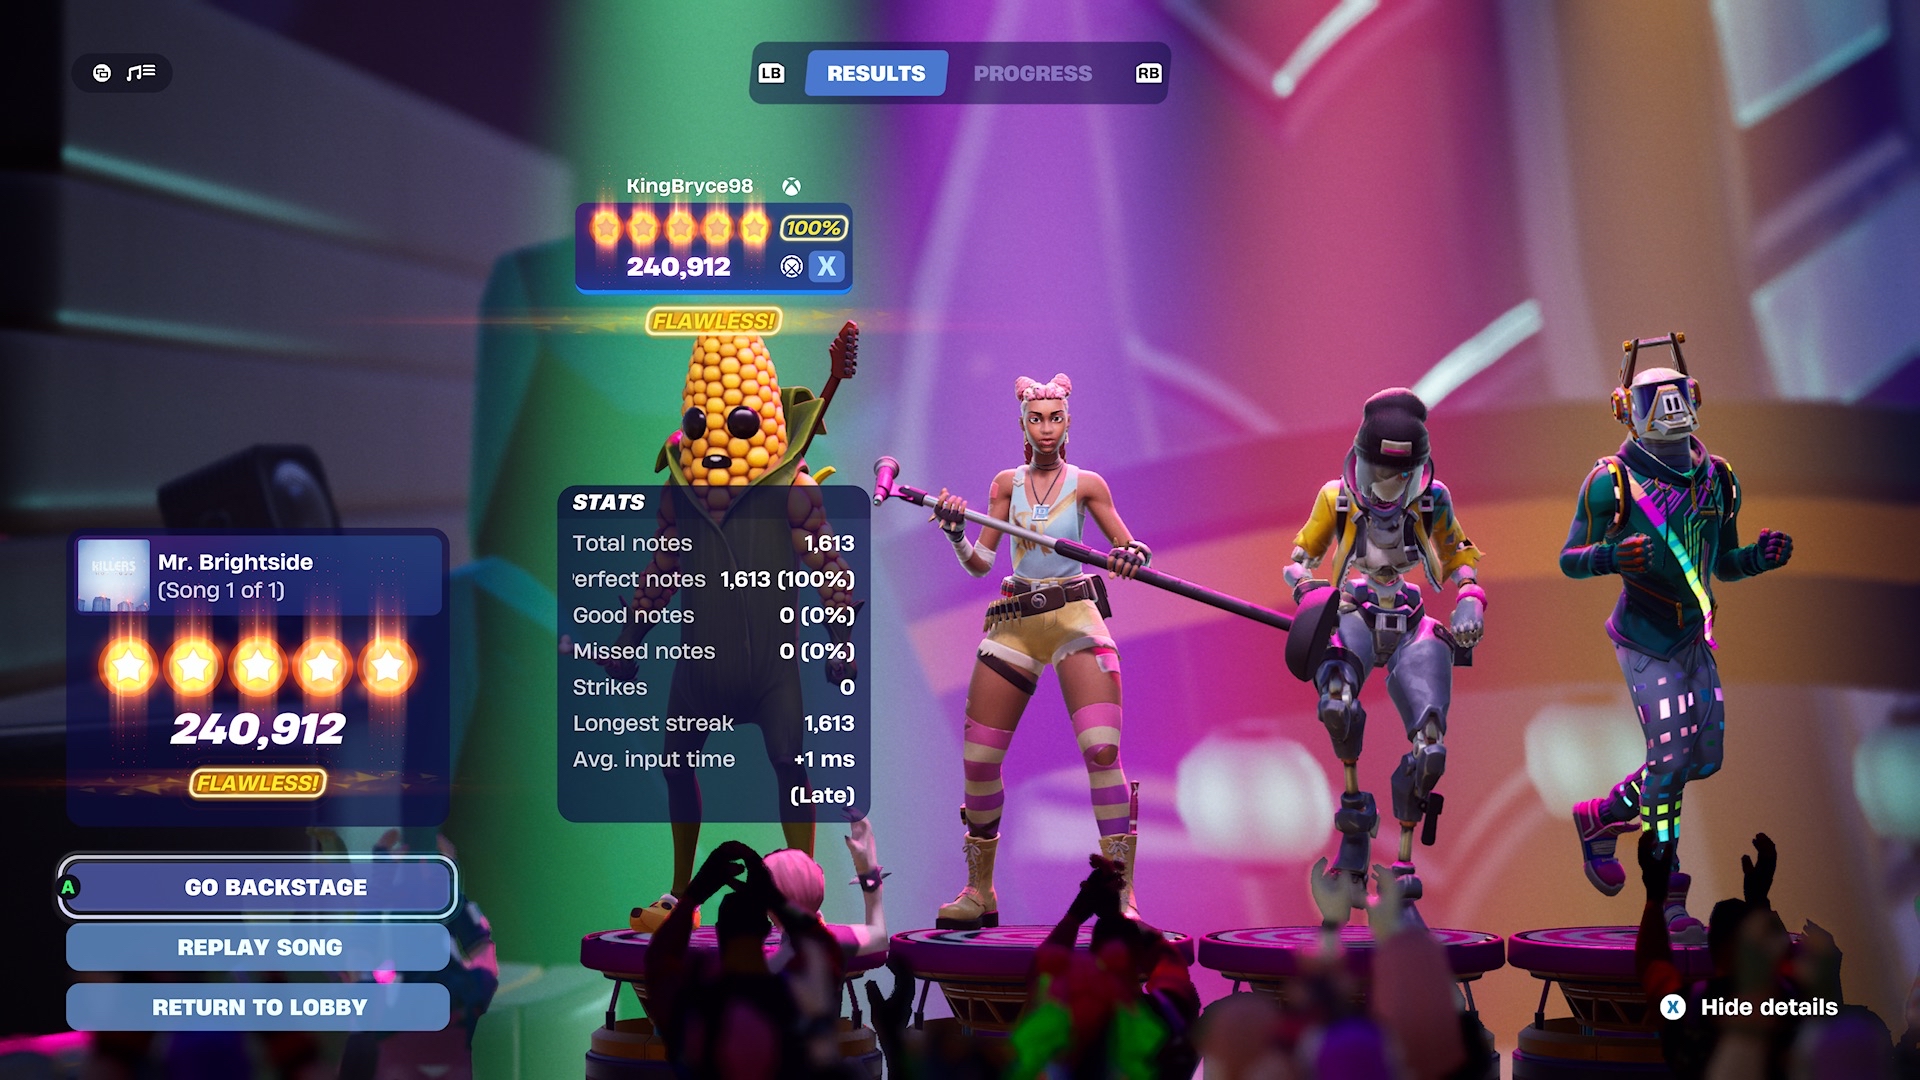 LB RESULTS PROGRESS RB
KingBryce98
100%
240,912 X
FLAWLESS!
STATS
Total notes 1,613
erfect notes 1,613 (100%)
Good notes 0 (0%)
Missed notes 0 (0%)
Strikes 0
Longest streak 1,613
Avg. input time +1 ms
(Late)
KILLERS
Mr. Brightside
(Song 1 of 1)
240,912
FLAWLESS!
A GO BACKSTAGE
REPLAY SONG
RETURN TO LOBBY
X Hide details